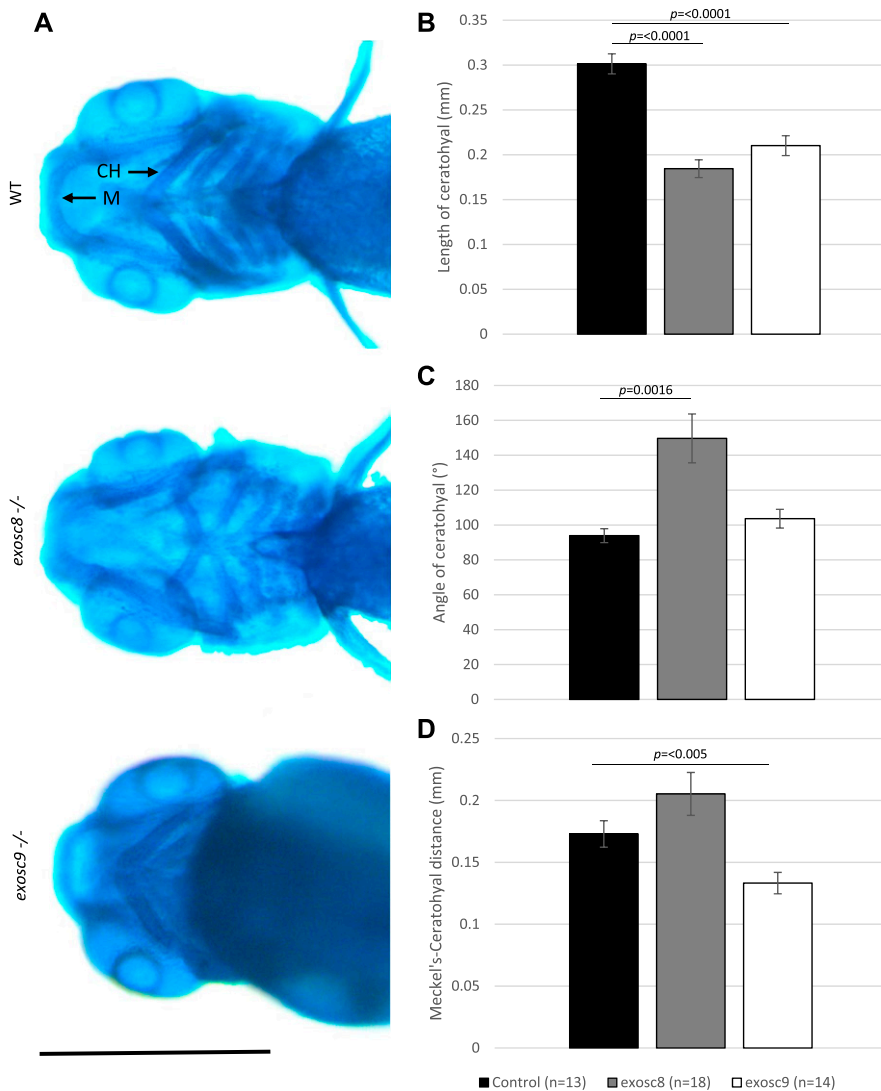 A
WT
CH
M
exosc8 -/-
exosc9 -/-
B
Length of ceratohyal (mm)
0.35
0.3
0.25
0.2
0.15
0.1
0.05
0
p=<0.0001
p=<0.0001
C
Angle of ceratohyal (°)
180
160
140
120
100
80
60
40
20
0
p=0.0016
D
Meckel's-Ceratohyal distance (mm)
0.25
0.2
0.15
0.1
0.05
0
p=<0.005
Control (n=13) exosc8 (n=18) exosc9 (n=14)